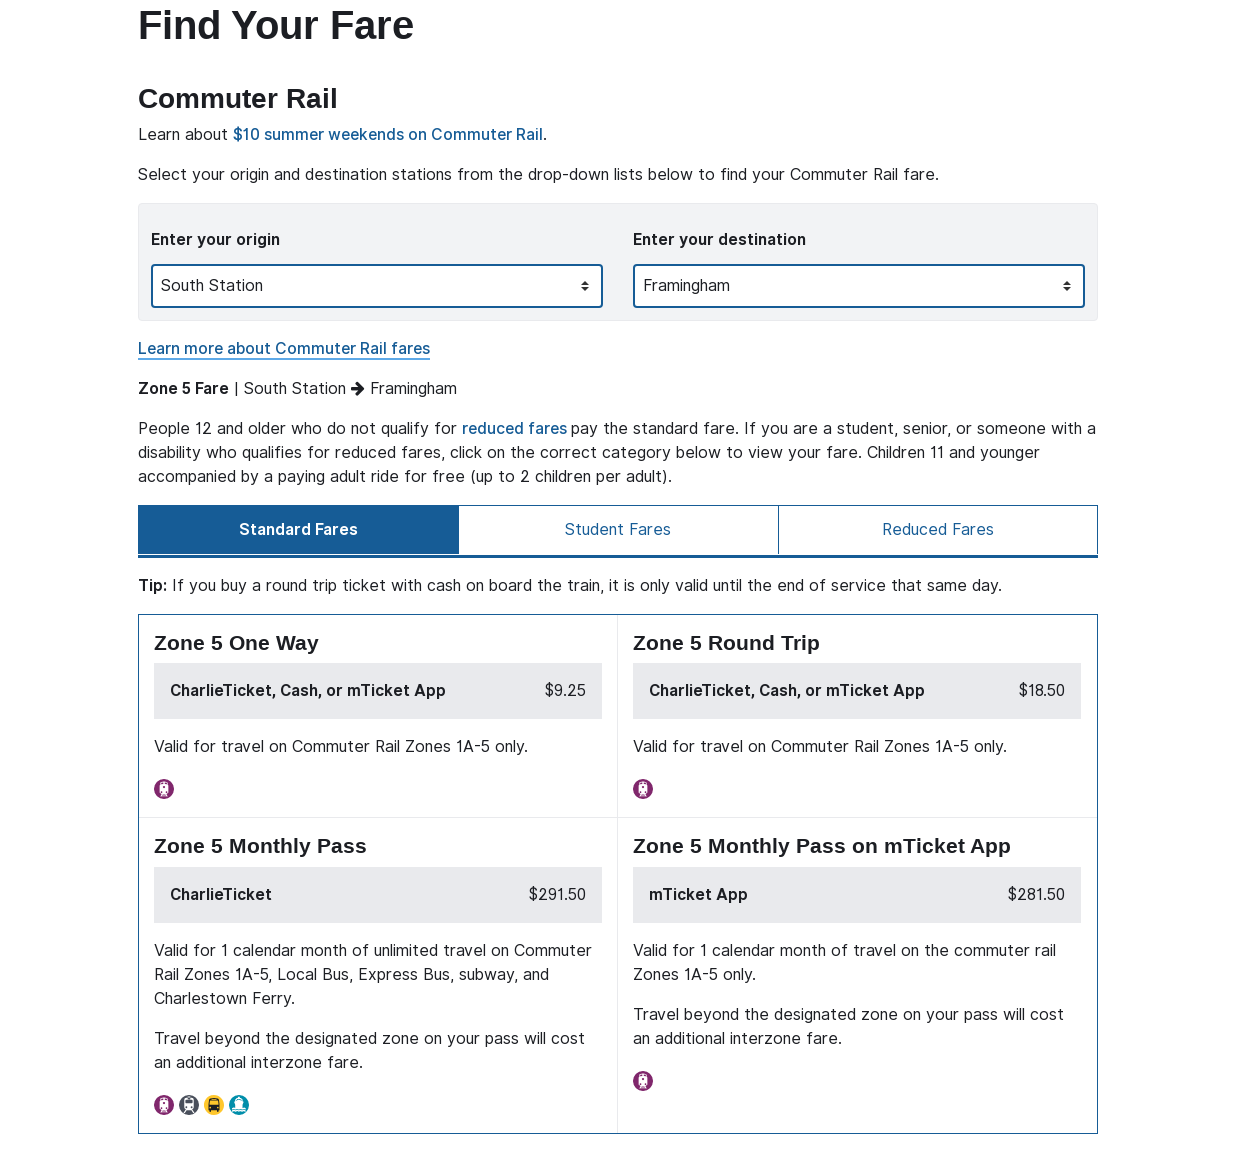 Find Your Fare
Commuter Rail
Learn about $10 summer weekends on Commuter Rail.
Select your origin and destination stations from the drop-down lists below to find your Commuter Rail fare.
Enter your origin
Enter your destination
South Station
Framingham
Learn more about Commuter Rail fares
Zone 5 Fare | South Station → Framingham
People 12 and older who do not qualify for reduced fares pay the standard fare. If you are a student, senior, or someone with a
disability who qualifies for reduced fares, click on the correct category below to view your fare. Children 11 and younger
accompanied by a paying adult ride for free (up to 2 children per adult).
Standard Fares
Student Fares
Reduced Fares
Tip: If you buy a round trip ticket with cash on board the train, it is only valid until the end of service that same day.
Zone 5 One Way
CharlieTicket, Cash, or mTicket App $9.25
Valid for travel on Commuter Rail Zones 1A-5 only.
Zone 5 Round Trip
CharlieTicket, Cash, or mTicket App $18.50
Valid for travel on Commuter Rail Zones 1A-5 only.
Zone 5 Monthly Pass
CharlieTicket $291.50
Valid for 1 calendar month of unlimited travel on Commuter
Rail Zones 1A-5, Local Bus, Express Bus, subway, and
Charlestown Ferry.
Travel beyond the designated zone on your pass will cost
an additional interzone fare.
Zone 5 Monthly Pass on mTicket App
mTicket App $281.50
Valid for 1 calendar month of travel on the commuter rail
Zones 1A-5 only.
Travel beyond the designated zone on your pass will cost
an additional interzone fare.